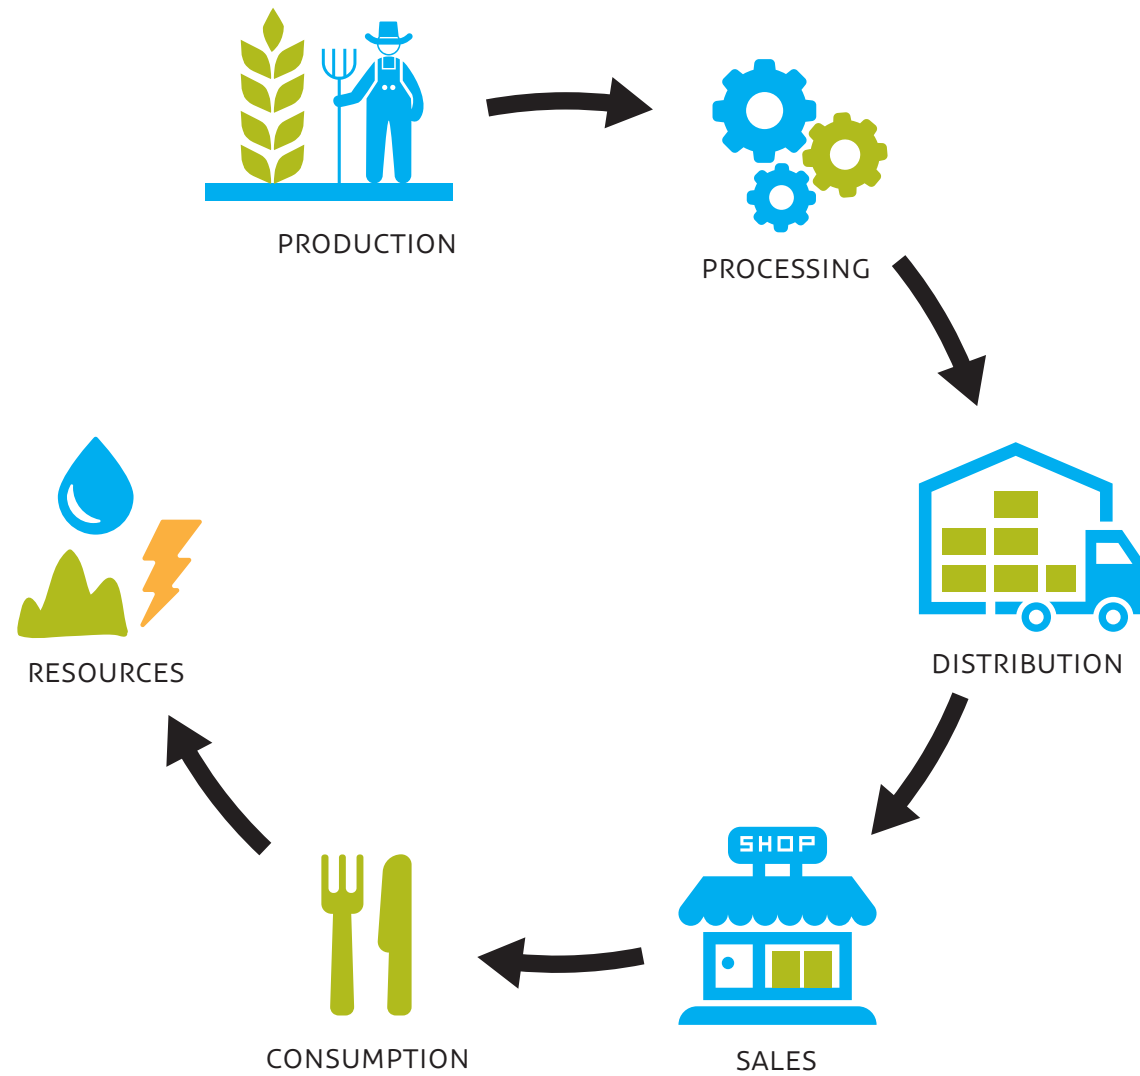 PRODUCTION
PROCESSING
RESOURCES
DISTRIBUTION
SHOP
CONSUMPTION
SALES